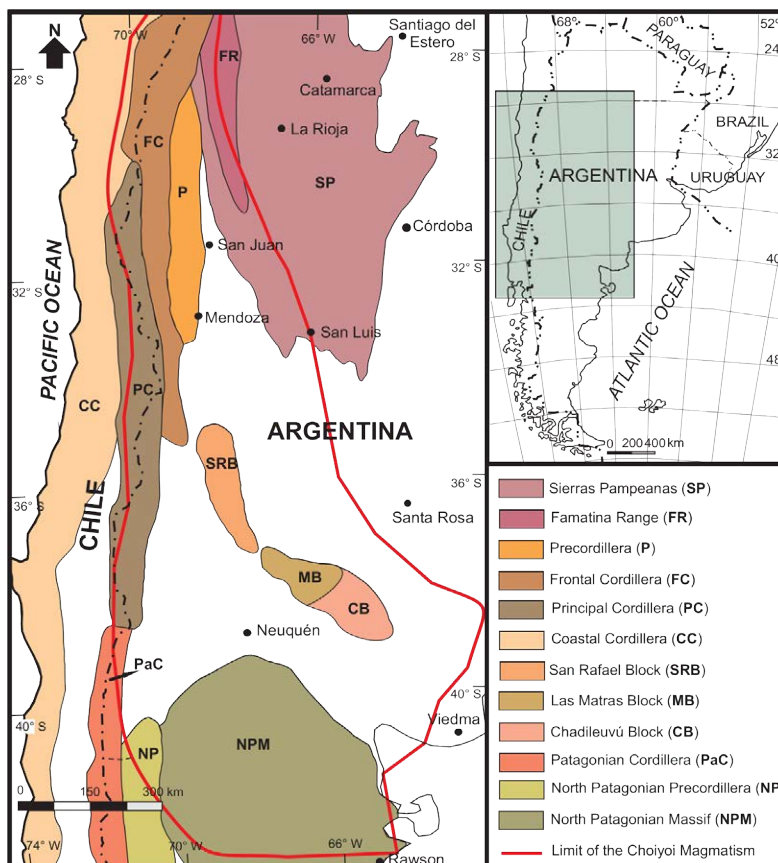 N
70° W
66° W
Santiago del
Estero
28° S
28° S
FR
Catamarca
La Rioja
FC
P
SP
Córdoba
San Juan
32° S
32° S
PACIFIC OCEAN
Mendoza
San Luis
PC
CC
ARGENTINA
SRB
CHILE
36° S
36° S
Santa Rosa
MB
CB
Neuquén
PaC
40° S
40° S
Viedma
NP
NPM
0 150 300 km
74° W
70° W
66° W
Rawson
68°
60°
52°
24
PARAGUAY
BRAZIL
32
ARGENTINA
URUGUAY
CHILE
40
ATLANTIC OCEAN
48
0 200 400 km
Sierras Pampeanas (SP)
Famatina Range (FR)
Precordillera (P)
Frontal Cordillera (FC)
Principal Cordillera (PC)
Coastal Cordillera (CC)
San Rafael Block (SRB)
Las Matras Block (MB)
Chadileuvú Block (CB)
Patagonian Cordillera (PaC)
North Patagonian Precordillera (NP
North Patagonian Massif (NPM)
Limit of the Choiyoi Magmatism